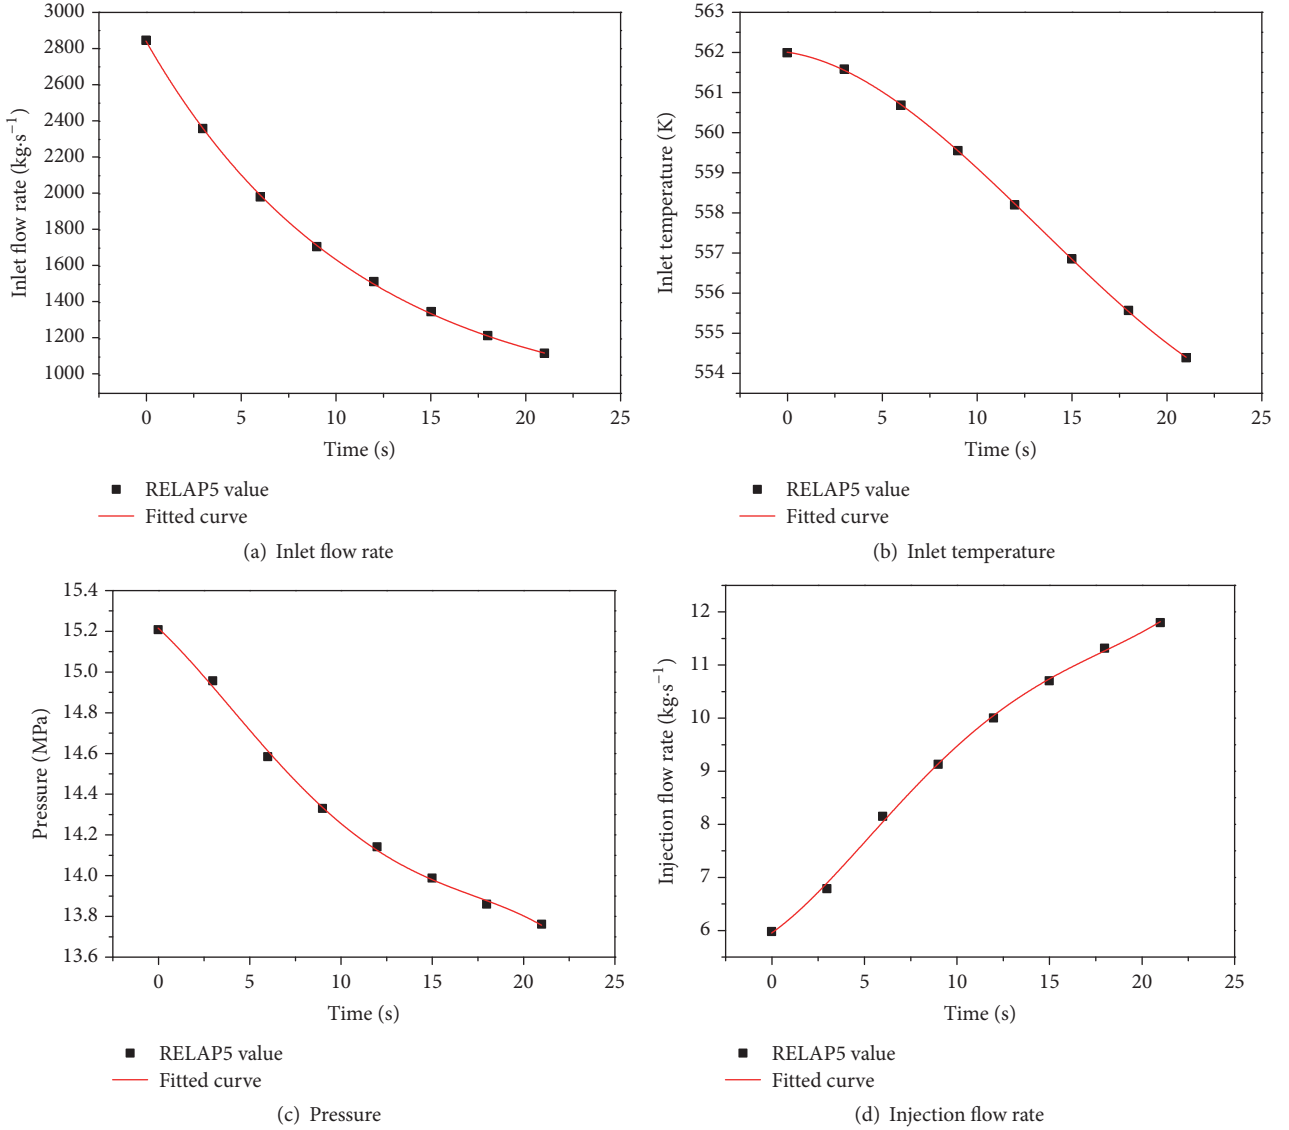 3000
2800
2600
2400
2200
2000
1800
1600
1400
1200
1000
Inlet flow rate (kg·s⁻¹)
0 5 10 15 20 25
Time (s)
RELAP5 value
Fitted curve
(a) Inlet flow rate
563
562
561
560
559
558
557
556
555
554
Inlet temperature (K)
0 5 10 15 20 25
Time (s)
RELAP5 value
Fitted curve
(b) Inlet temperature
15.4
15.2
15.0
14.8
14.6
14.4
14.2
14.0
13.8
13.6
Pressure (MPa)
0 5 10 15 20 25
Time (s)
RELAP5 value
Fitted curve
(c) Pressure
12
11
10
9
8
7
6
Injection flow rate (kg·s⁻¹)
0 5 10 15 20 25
Time (s)
RELAP5 value
Fitted curve
(d) Injection flow rate